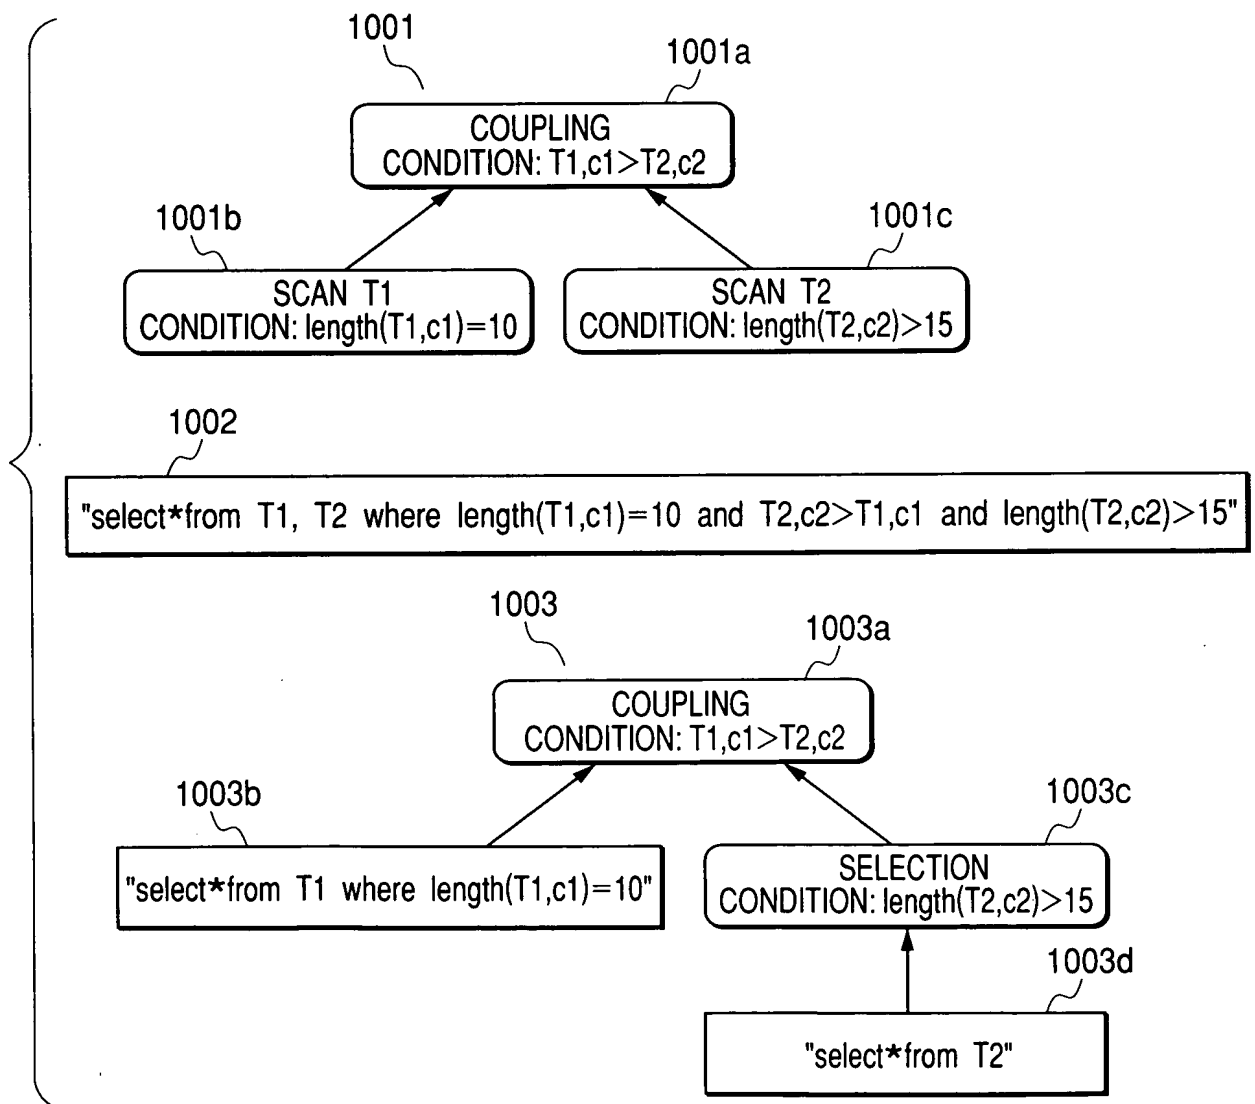 1001
1001a
COUPLING
CONDITION: T1,c1>T2,c2
1001b
1001c
SCAN T1
CONDITION: length(T1,c1)=10
SCAN T2
CONDITION: length(T2,c2)>15
1002
"select*from T1, T2 where length(T1,c1)=10 and T2,c2>T1,c1 and length(T2,c2)>15"
1003
1003a
COUPLING
CONDITION: T1,c1>T2,c2
1003b
1003c
"select*from T1 where length(T1,c1)=10"
SELECTION
CONDITION: length(T2,c2)>15
1003d
"select*from T2"